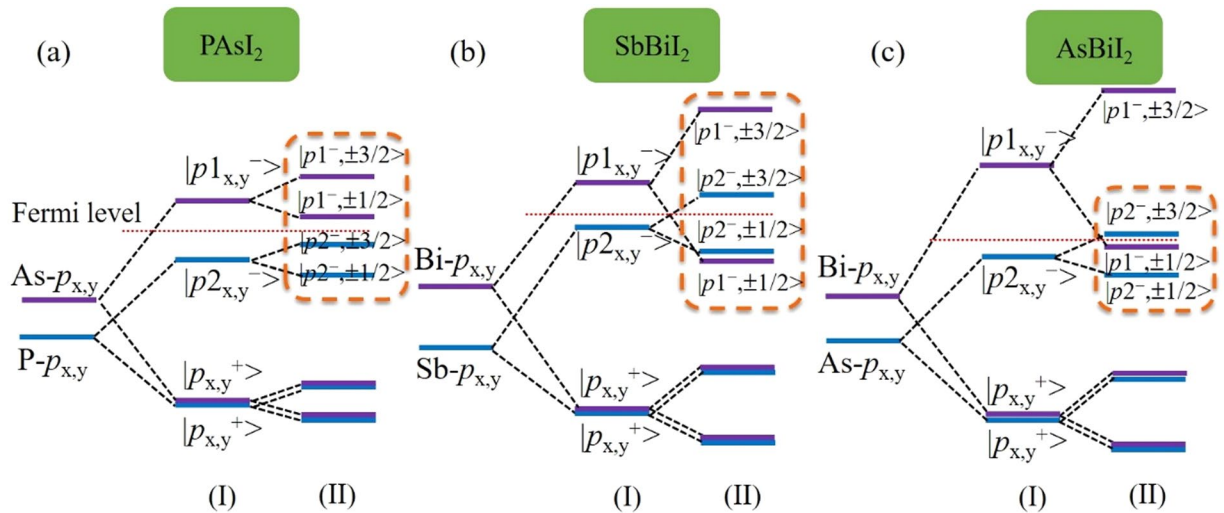 (a)
PAsI₂
|p1⁻,±3/2>
|p1x,y⁻>
|p1⁻,±1/2>
Fermi level
|p2⁻,±3/2>
As-px,y
|p2⁻,±1/2>
|p2x,y⁻>
P-px,y
|px,y⁺>
|px,y⁺>
(I)
(II)
(b)
SbBiI₂
|p1⁻,±3/2>
|p1x,y⁻>
|p2⁻,±3/2>
|p2⁻,±1/2>
|p2x,y⁻>
Bi-px,y
|p1⁻,±1/2>
Sb-px,y
|px,y⁺>
|px,y⁺>
(I)
(II)
(c)
AsBiI₂
|p1⁻,±3/2>
|p1x,y⁻>
|p2⁻,±3/2>
|p1⁻,±1/2>
Bi-px,y
|p2x,y⁻>
|p2⁻,±1/2>
As-px,y
|px,y⁺>
|px,y⁺>
(I)
(II)